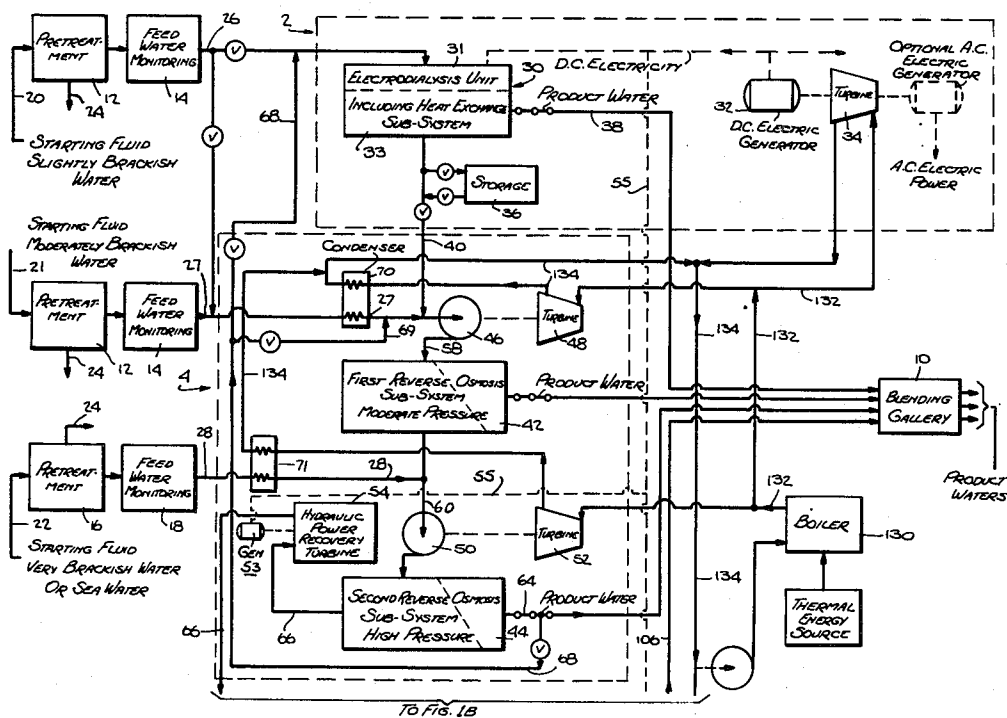 26
2
PRETREAT-
MENT
FEED
WATER
MONITORING
V
31
D.C. ELECTRICITY
OPTIONAL A.C.
ELECTRIC
GENERATOR
ELECTRODIALYSIS UNIT
INCLUDING HEAT EXCHANGE
SUB-SYSTEM
30
PRODUCT WATER
TURBINE
20
24
12
14
V
68
33
38
32
D.C. ELECTRIC
GENERATOR
34
STARTING FLUID
SLIGHTLY BRACKISH
WATER
V
V
V
STORAGE
36
55
A.C. ELECTRIC
POWER
STARTING FLUID
MODERATELY BRACKISH
WATER
V
CONDENSER
40
21
27
70
134
27
132
PRETREAT-
MENT
FEED
WATER
MONITORING
69
46
TURBINE
48
134
132
24
12
14
4
V
134
58
FIRST REVERSE OSMOSIS
SUB-SYSTEM
MODERATE PRESSURE
42
PRODUCT WATER
10
BLENDING
GALLERY
24
28
71
28
PRETREAT-
MENT
FEED
WATER
MONITORING
54
55
60
132
PRODUCT
WATERS
22
16
18
HYDRAULIC
POWER
RECOVERY
TURBINE
GEN
53
50
TURBINE
52
BOILER
130
STARTING FLUID
VERY BRACKISH WATER
OR SEA WATER
SECOND REVERSE OSMOSIS
SUB-SYSTEM
HIGH PRESSURE
44
64
PRODUCT WATER
134
66
66
V
68
106
THERMAL
ENERGY
SOURCE
TO FIG. 1B